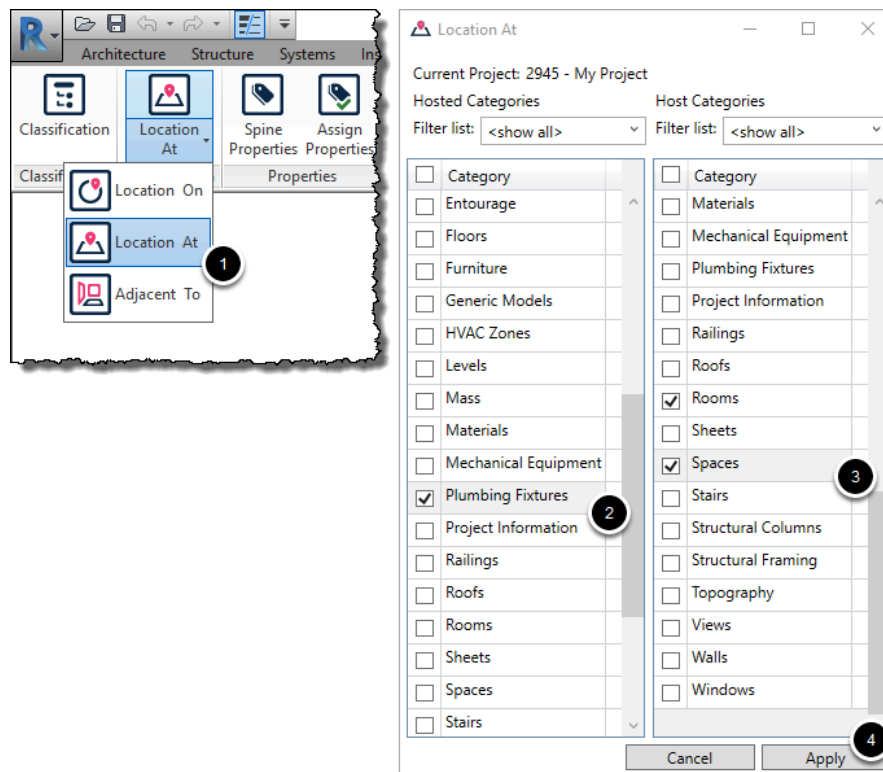 R
Architecture Structure Systems
Classification
Location At
Spine Properties
Assign Properties
Properties
Location On
Location At
1
Adjacent To
Location At
Current Project: 2945 - My Project
Hosted Categories
Filter list: <show all>
Category
Entourage
Floors
Furniture
Generic Models
HVAC Zones
Levels
Mass
Materials
Mechanical Equipment
Plumbing Fixtures
2
Project Information
Railings
Roofs
Rooms
Sheets
Spaces
Stairs
Host Categories
Filter list: <show all>
Category
Materials
Mechanical Equipment
Plumbing Fixtures
Project Information
Railings
Roofs
Rooms
Sheets
Spaces
3
Stairs
Structural Columns
Structural Framing
Topography
Views
Walls
Windows
4
Cancel Apply